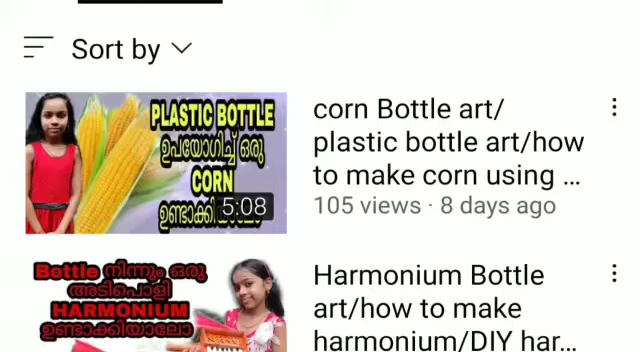 Sort by
PLASTIC BOTTLE
ഉപയോഗിച്ച് ഒരു
CORN
ഉണ്ടാക്കിയാലോ
5:08
corn Bottle art/
plastic bottle art/how
to make corn using ...
105 views · 8 days ago
Bottle നിന്നും ഒരു
അടിപൊളി
HARMONIUM
ഉണ്ടാക്കിയാലോ
Harmonium Bottle
art/how to make
harmonium/DIY har...